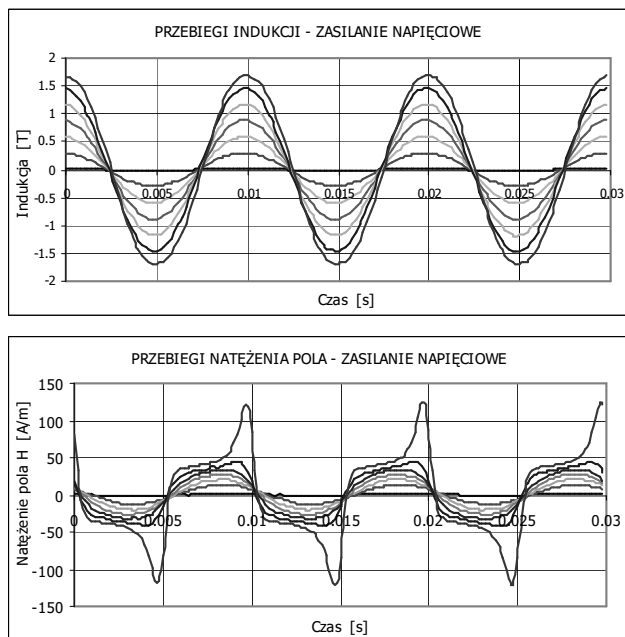 PRZEBIEGI INDUKCJI - ZASILANIE NAPIĘCIOWE
2
1.5
1
0.5
0
-0.5
-1
-1.5
-2
0 0.005 0.01 0.015 0.02 0.025 0.03
Indukcja [T]
Czas [s]
PRZEBIEGI NATĘŻENIA POLA - ZASILANIE NAPIĘCIOWE
150
100
50
0
-50
-100
-150
0 0.005 0.01 0.015 0.02 0.025 0.03
Natężenie pola H [A/m]
Czas [s]